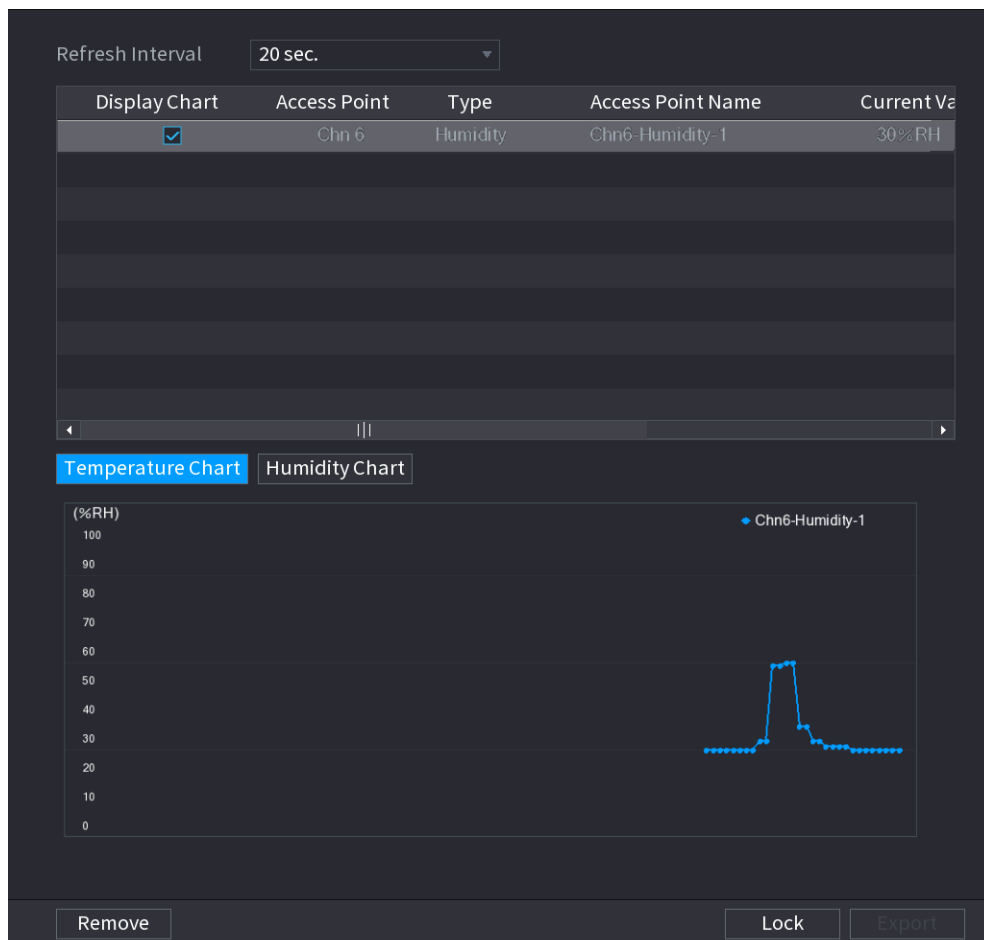 Refresh Interval 20 sec.
Display Chart Access Point Type Access Point Name Current Va
Chn 6 Humidity Chn6-Humidity-1 30%RH
Temperature Chart Humidity Chart
(%RH)
Chn6-Humidity-1
100
90
80
70
60
50
40
30
20
10
0
Remove Lock Export